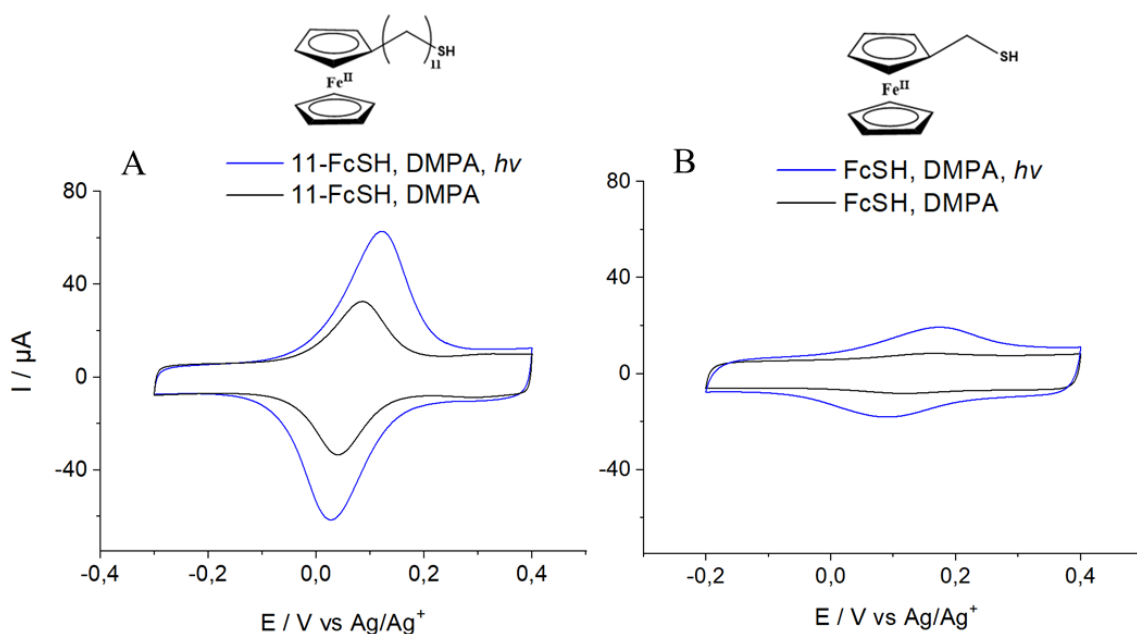 SH
11
Fe^II
SH
Fe^II
A
11-FcSH, DMPA, hν
11-FcSH, DMPA
B
FcSH, DMPA, hν
FcSH, DMPA
80
40
0
-40
I / µA
-0,4
-0,2
0,0
0,2
0,4
E / V vs Ag/Ag⁺
80
40
0
-40
-0,2
0,0
0,2
0,4
E / V vs Ag/Ag⁺